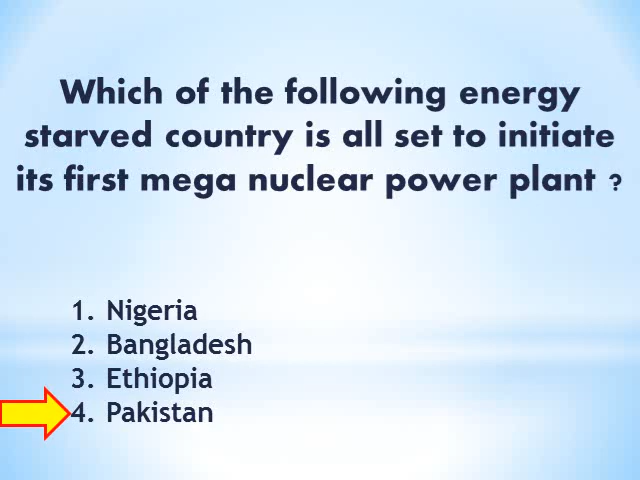 Which of the following energy
starved country is all set to initiate
its first mega nuclear power plant ?
1. Nigeria
2. Bangladesh
3. Ethiopia
4. Pakistan